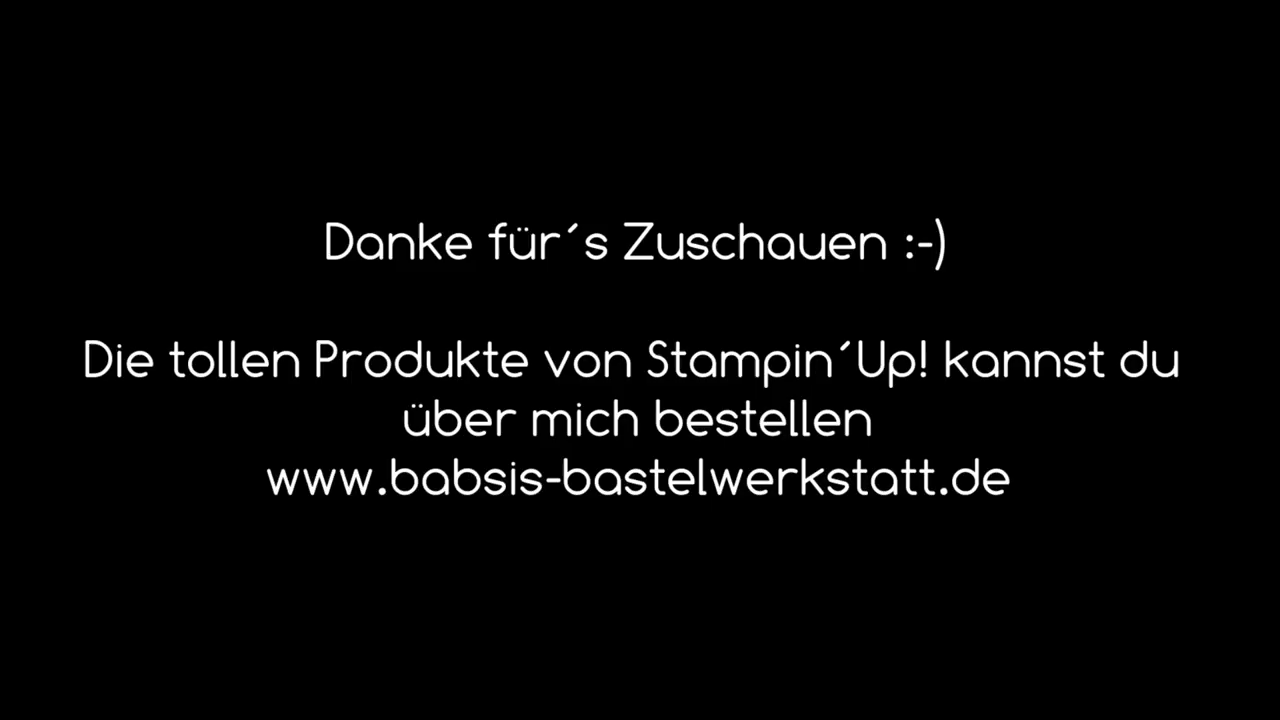 Danke für´s Zuschauen :-)
Die tollen Produkte von Stampin´Up! kannst du
über mich bestellen
www.babsis-bastelwerkstatt.de